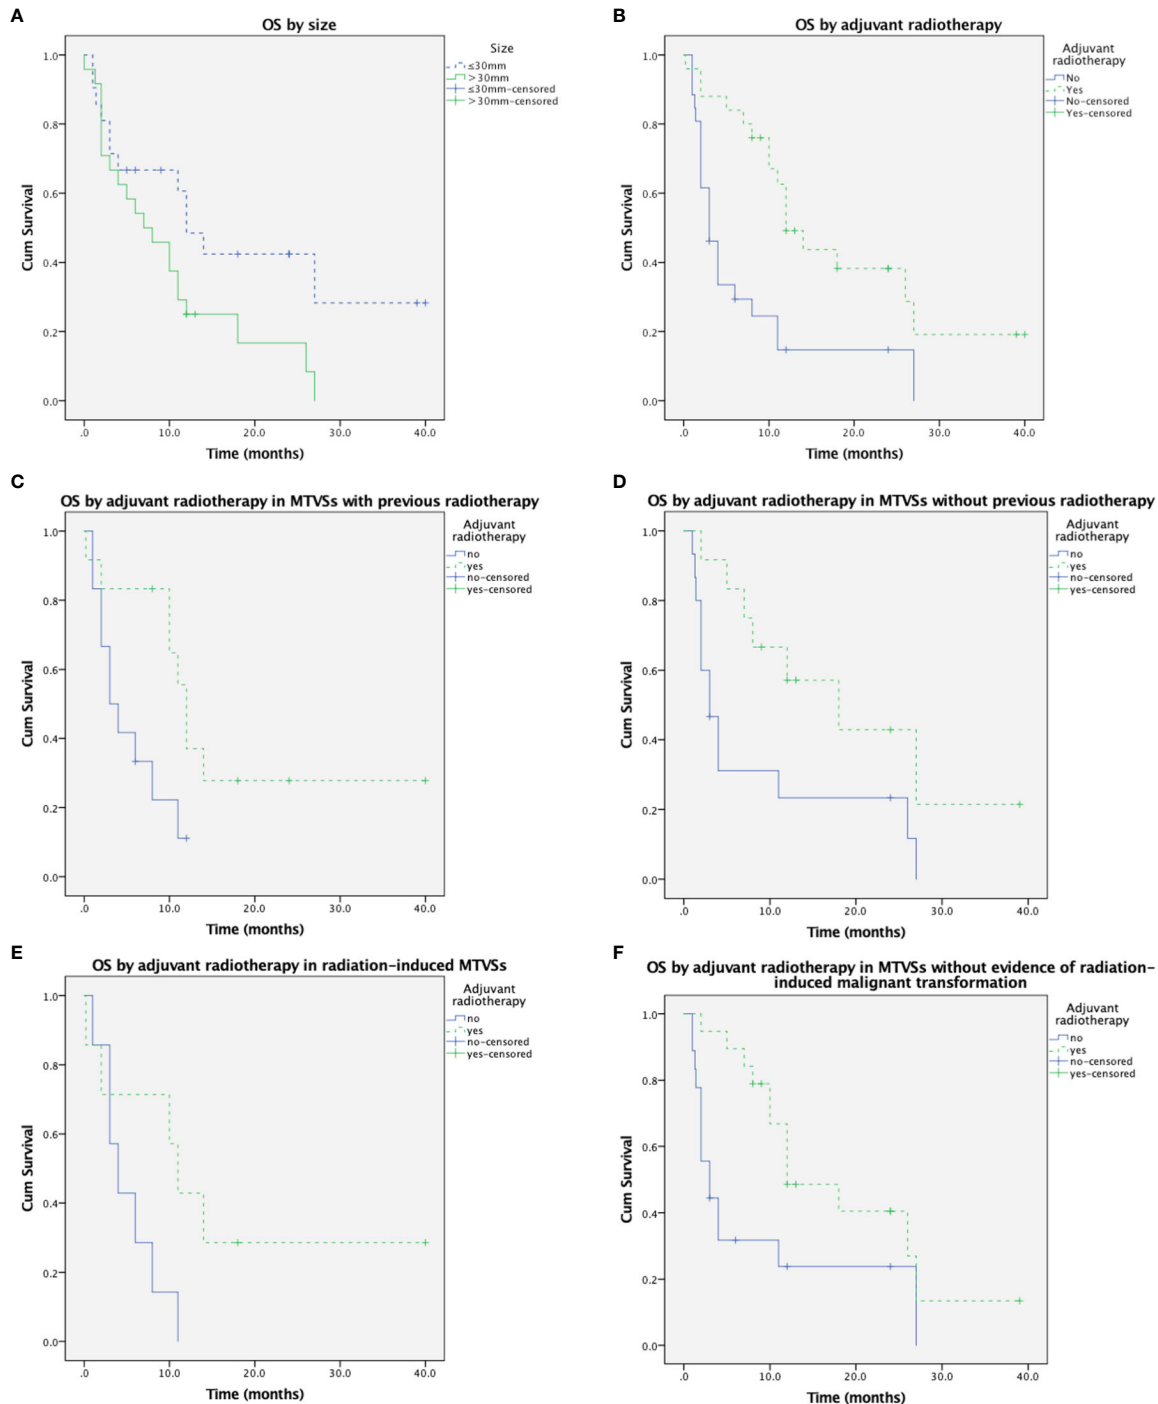 A
OS by size
Size
≤30mm
>30mm
≤30mm-censored
>30mm-censored
Cum Survival
1.0
0.8
0.6
0.4
0.2
0.0
.0 10.0 20.0 30.0 40.0
Time (months)
B
OS by adjuvant radiotherapy
Adjuvant
radiotherapy
No
Yes
No-censored
Yes-censored
Cum Survival
1.0
0.8
0.6
0.4
0.2
0.0
.0 10.0 20.0 30.0 40.0
Time (months)
C
OS by adjuvant radiotherapy in MTVSs with previous radiotherapy
Adjuvant
radiotherapy
no
yes
no-censored
yes-censored
Cum Survival
1.0
0.8
0.6
0.4
0.2
0.0
.0 10.0 20.0 30.0 40.0
Time (months)
D
OS by adjuvant radiotherapy in MTVSs without previous radiotherapy
Adjuvant
radiotherapy
no
yes
no-censored
yes-censored
Cum Survival
1.0
0.8
0.6
0.4
0.2
0.0
.0 10.0 20.0 30.0 40.0
Time (months)
E
OS by adjuvant radiotherapy in radiation-induced MTVSs
Adjuvant
radiotherapy
no
yes
no-censored
yes-censored
Cum Survival
1.0
0.8
0.6
0.4
0.2
0.0
.0 10.0 20.0 30.0 40.0
Time (months)
F
OS by adjuvant radiotherapy in MTVSs without evidence of radiation-
induced malignant transformation
Adjuvant
radiotherapy
no
yes
no-censored
yes-censored
Cum Survival
1.0
0.8
0.6
0.4
0.2
0.0
.0 10.0 20.0 30.0 40.0
Time (months)